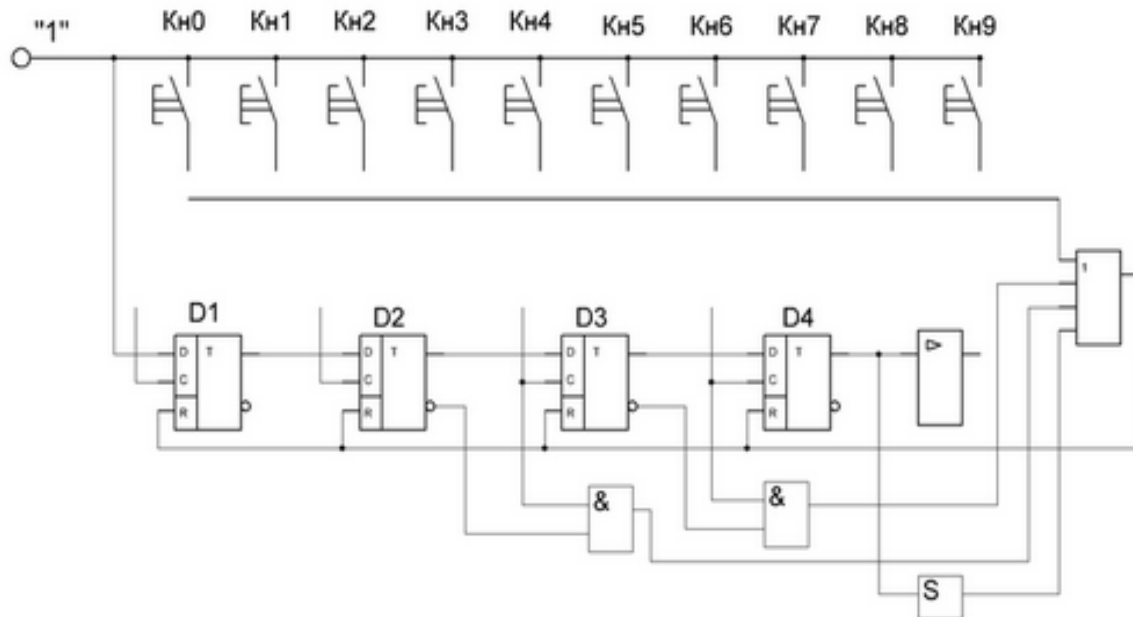 "1" Кн0 Кн1 Кн2 Кн3 Кн4 Кн5 Кн6 Кн7 Кн8 Кн9
1
D1 D2 D3 D4
D T D T D T D T
C C C C
R R R R
& &
S